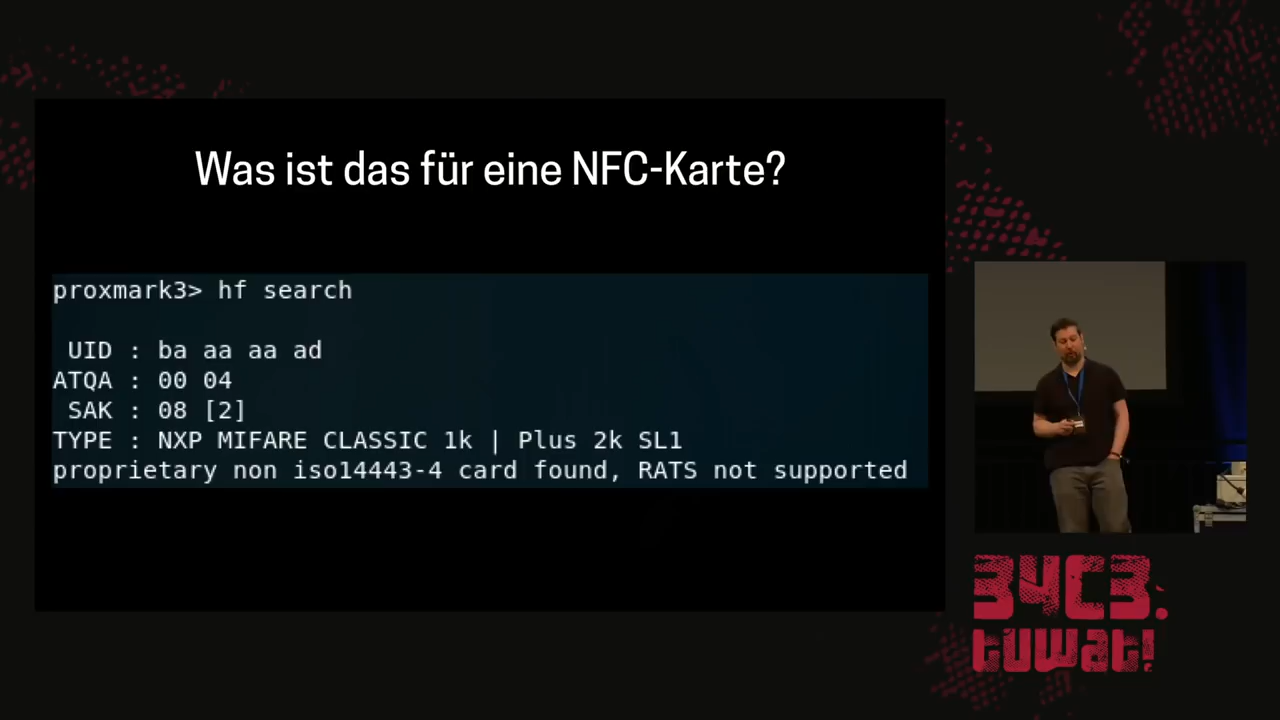 Was ist das für eine NFC-Karte?
proxmark3> hf search
UID : ba aa aa ad
ATQA : 00 04
SAK : 08 [2]
TYPE : NXP MIFARE CLASSIC 1k | Plus 2k SL1
proprietary non iso14443-4 card found, RATS not supported
34C3.
tuwat!